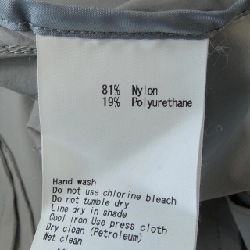 81% Nylon
19% Polyurethane
Hand wash
Do not use chloring bleach
Do not tumble dry
Line dry in shade
Cool iron Use press cloth
Dry clean (Petroleum)
Wet clean